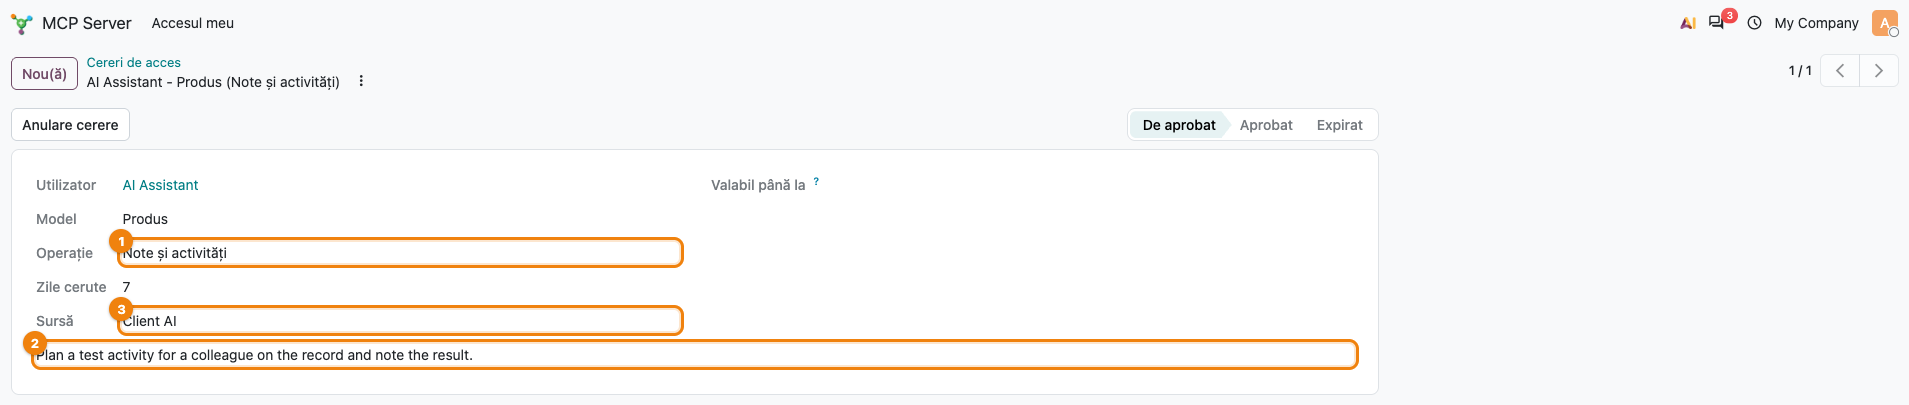 MCP Server Accesul meu
AI 3 My Company A
Nou(ă) Cereri de acces
AI Assistant - Produs (Note și activități)
1 / 1
Anulare cerere
De aprobat Aprobat Expirat
Utilizator AI Assistant Valabil până la ?
Model Produs
1
Operație Note și activități
Zile cerute 7
3
Sursă Client AI
2
Plan a test activity for a colleague on the record and note the result.